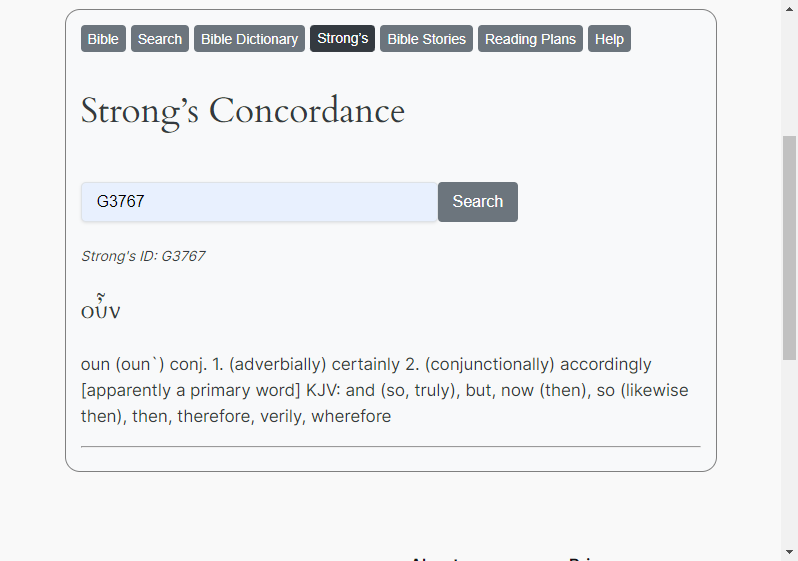 Bible Search Bible Dictionary Strong's Bible Stories Reading Plans Help
Strong’s Concordance
G3767 Search
Strong's ID: G3767
οὖν
oun (oun`) conj. 1. (adverbially) certainly 2. (conjunctionally) accordingly
[apparently a primary word] KJV: and (so, truly), but, now (then), so (likewise
then), then, therefore, verily, wherefore